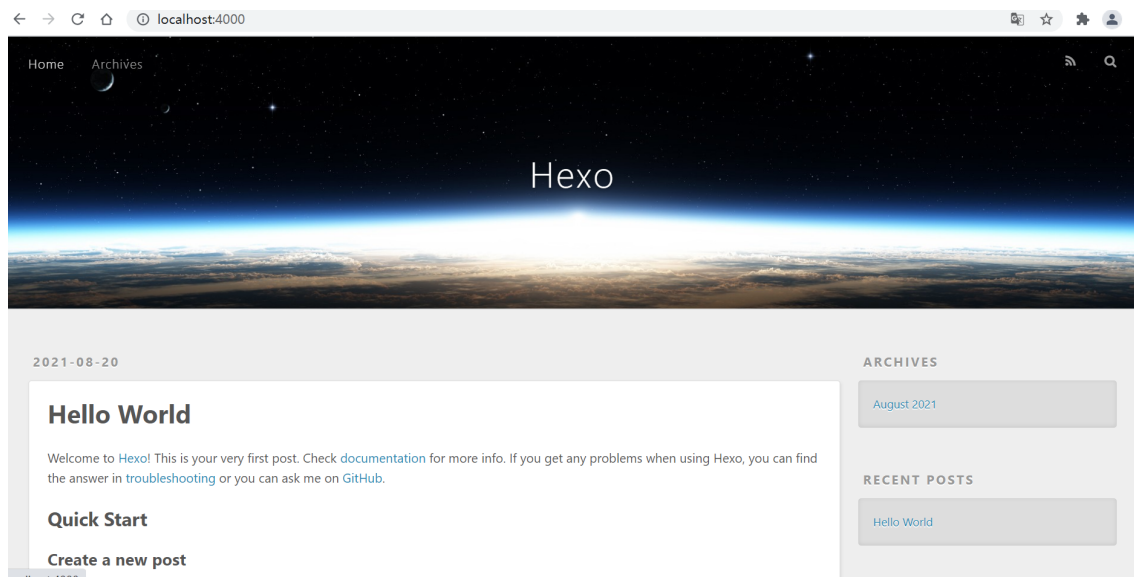 localhost:4000
Home Archives
Hexo
2021-08-20
Hello World
Welcome to Hexo! This is your very first post. Check documentation for more info. If you get any problems when using Hexo, you can find
the answer in troubleshooting or you can ask me on GitHub.
Quick Start
Create a new post
ARCHIVES
August 2021
RECENT POSTS
Hello World